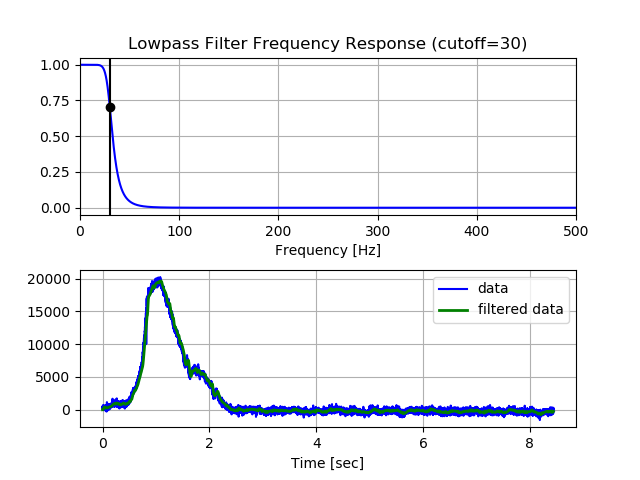 Lowpass Filter Frequency Response (cutoff=30)
1.00
0.75
0.50
0.25
0.00
0 100 200 300 400 500
Frequency [Hz]
20000
15000
10000
5000
0
data
filtered data
0 2 4 6 8
Time [sec]